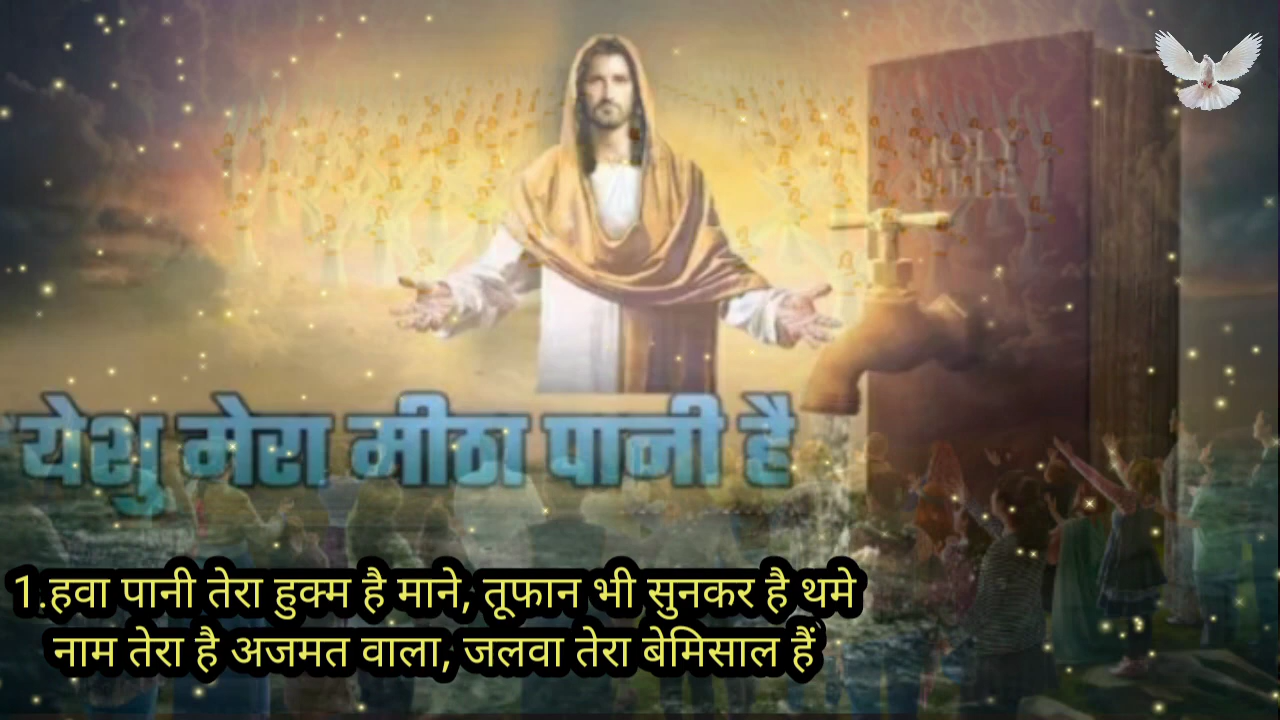 HOLY
BIBLE
येशु मेरा मीठा पानी है
1.हवा पानी तेरा हुक्म है माने, तूफान भी सुनकर है थमे
नाम तेरा है अजमत वाला, जलवा तेरा बेमिसाल हैं